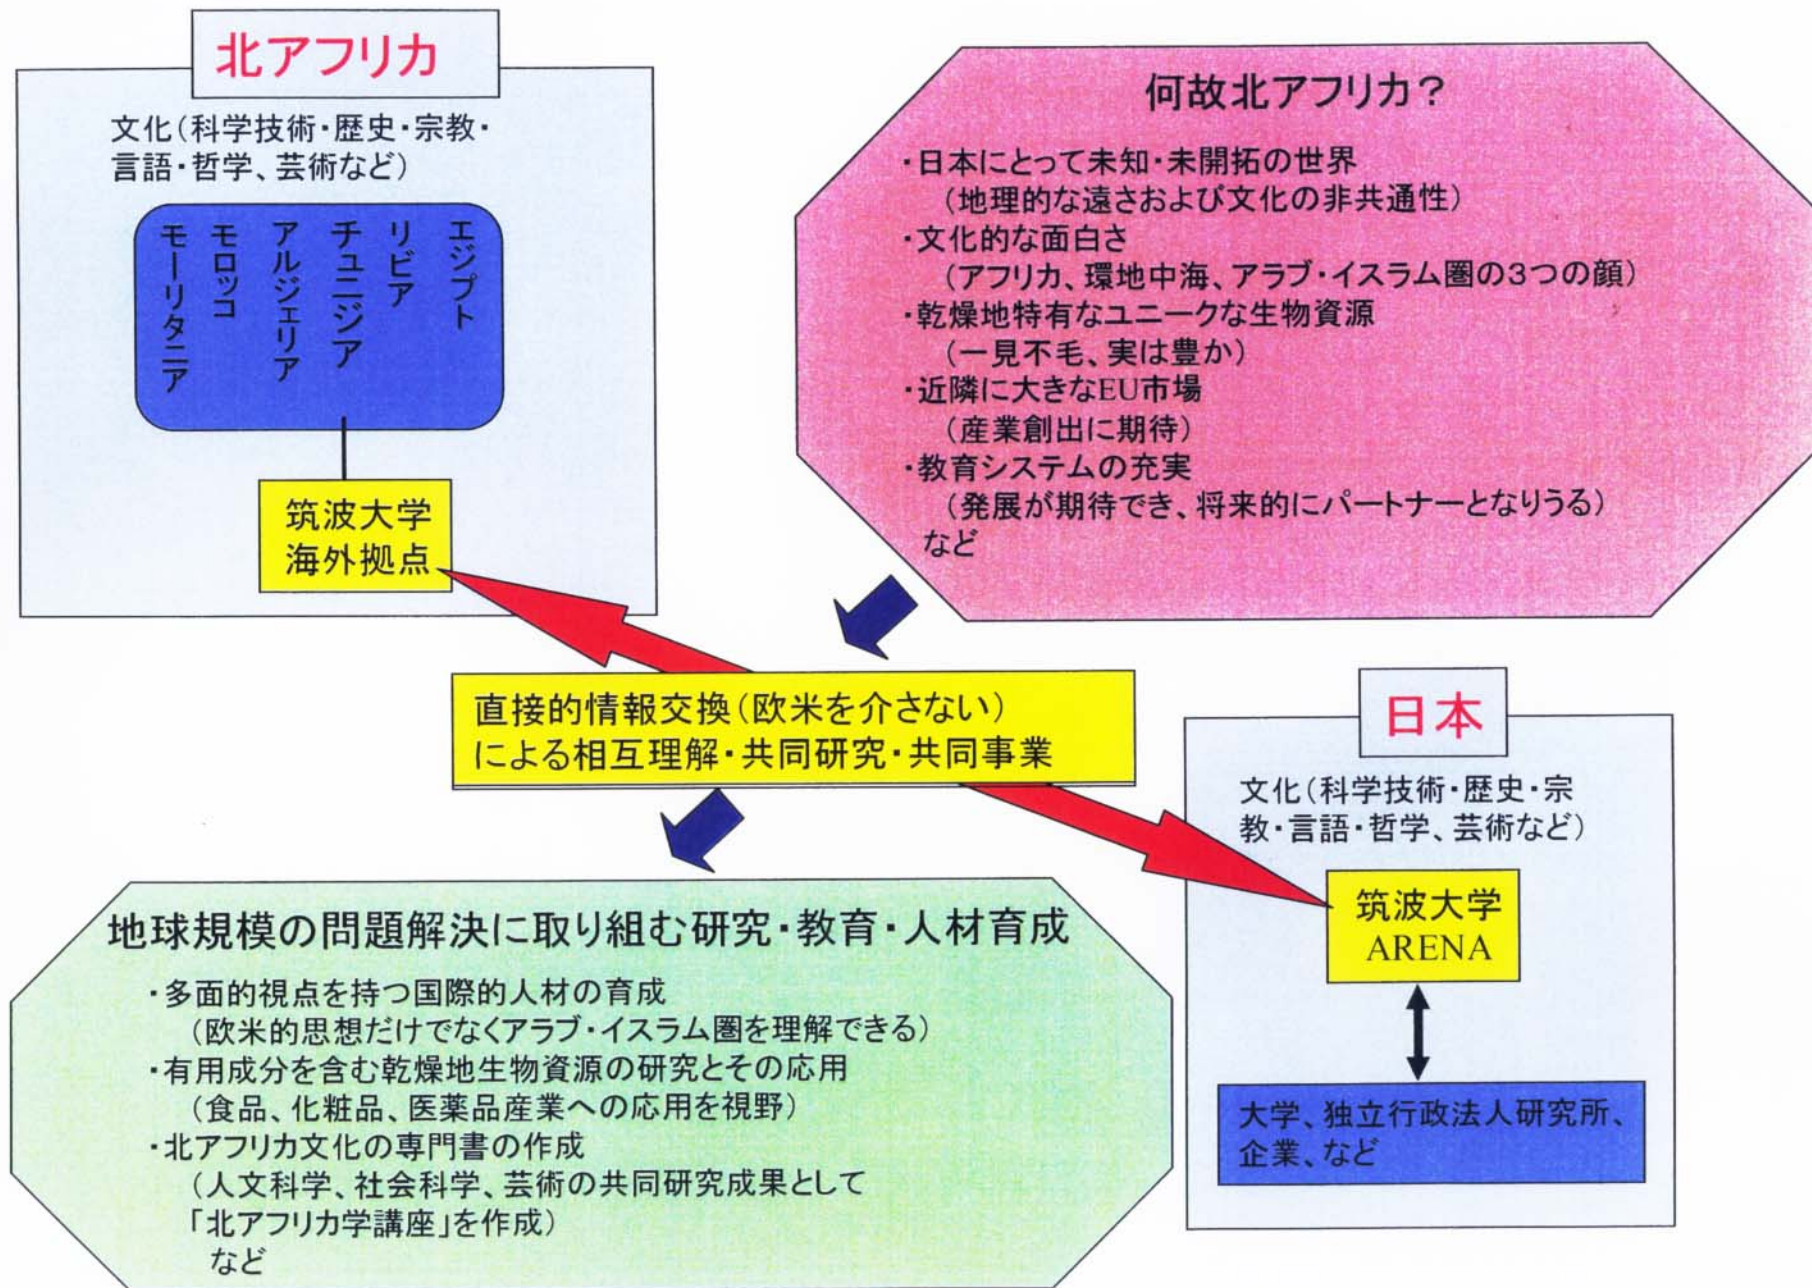 北アフリカ
文化(科学技術・歴史・宗教・
言語・哲学、芸術など)
モーリタニア
モロッコ
アルジェリア
チュニジア
リビア
エジプト
筑波大学
海外拠点
何故北アフリカ?
・日本にとって未知・未開拓の世界
(地理的な遠さおよび文化の非共通性)
・文化的な面白さ
(アフリカ、環地中海、アラブ・イスラム圏の3つの顔)
・乾燥地特有なユニークな生物資源
(一見不毛、実は豊か)
・近隣に大きなEU市場
(産業創出に期待)
・教育システムの充実
(発展が期待でき、将来的にパートナーとなりうる)
など
直接的情報交換(欧米を介さない)
による相互理解・共同研究・共同事業
日本
文化(科学技術・歴史・宗
教・言語・哲学、芸術など)
筑波大学
ARENA
大学、独立行政法人研究所、
企業、など
地球規模の問題解決に取り組む研究・教育・人材育成
・多面的視点を持つ国際的人材の育成
(欧米的思想だけでなくアラブ・イスラム圏を理解できる)
・有用成分を含む乾燥地生物資源の研究とその応用
(食品、化粧品、医薬品産業への応用を視野)
・北アフリカ文化の専門書の作成
(人文科学、社会科学、芸術の共同研究成果として
「北アフリカ学講座」を作成)
など